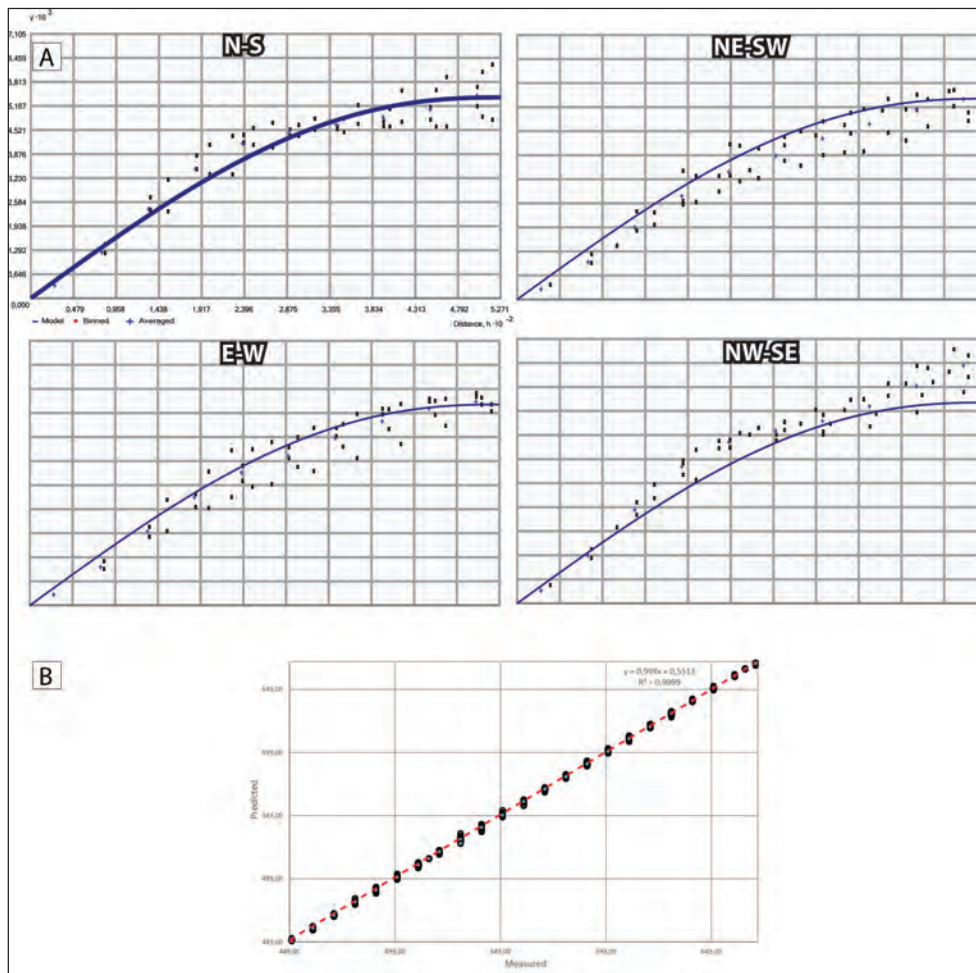 γ·10⁻³
A
N-S
NE-SW
7,105
6,459
5,813
5,167
4,521
3,876
3,230
2,584
1,938
1,292
0,646
0,000
0,479 0,958 1,438 1,917 2,396 2,875 3,355 3,834 4,313 4,792 5,271
Model Binned Averaged
Distance, h·10⁻²
E-W
NW-SE
B
y = 0,999x + 0,5513
R² = 0,9999
Predicted
Measured